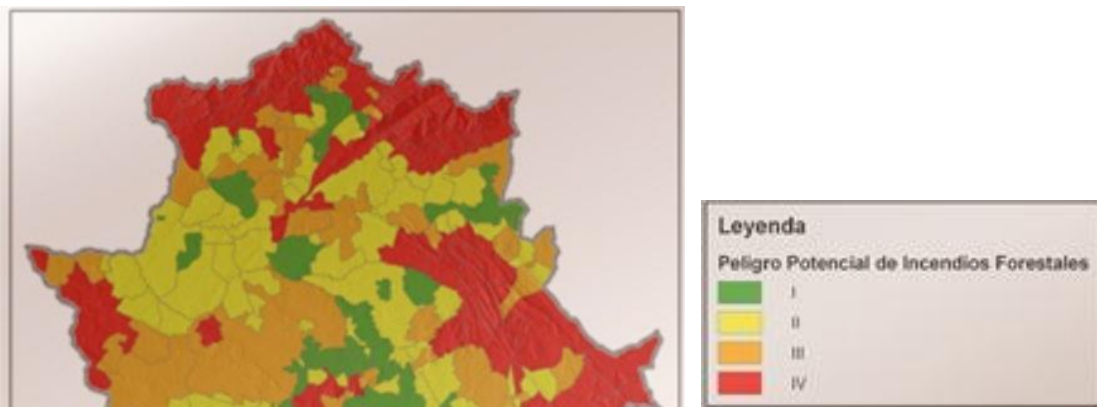 Leyenda
Peligro Potencial de Incendios Forestales
I
II
III
IV